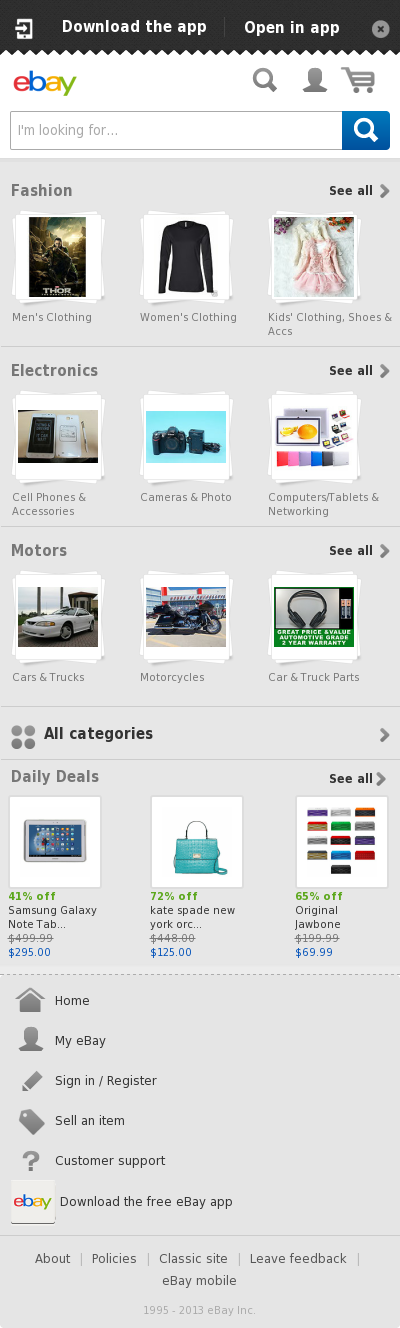 Download the app
Open in app
ebay
I'm looking for...
Fashion
See all
THOR
Men's Clothing
Women's Clothing
Kids' Clothing, Shoes &
Accs
Electronics
See all
Cell Phones &
Accessories
Cameras & Photo
Computers/Tablets &
Networking
Motors
See all
GREAT PRICE & VALUE
AUTOMOTIVE GRADE
2 YEAR WARRANTY
Cars & Trucks
Motorcycles
Car & Truck Parts
All categories
Daily Deals
See all
41% off
Samsung Galaxy
Note Tab...
$499.99
$295.00
72% off
kate spade new
york orc...
$448.00
$125.00
65% off
Original
Jawbone
$199.99
$69.99
Home
My eBay
Sign in / Register
Sell an item
Customer support
ebay
Download the free eBay app
About | Policies | Classic site | Leave feedback |
eBay mobile
1995 - 2013 eBay Inc.